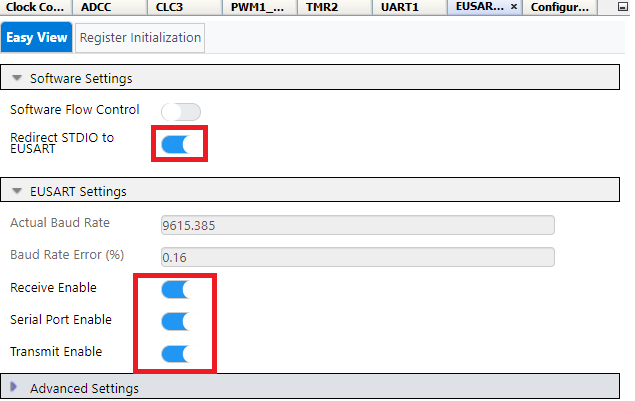 Clock Co... ADCC CLC3 PWM1_... TMR2 UART1 EUSAR... × Configur...
Easy View Register Initialization
Software Settings
Software Flow Control
Redirect STDIO to
EUSART
EUSART Settings
Actual Baud Rate 9615.385
Baud Rate Error (%) 0.16
Receive Enable
Serial Port Enable
Transmit Enable
Advanced Settings